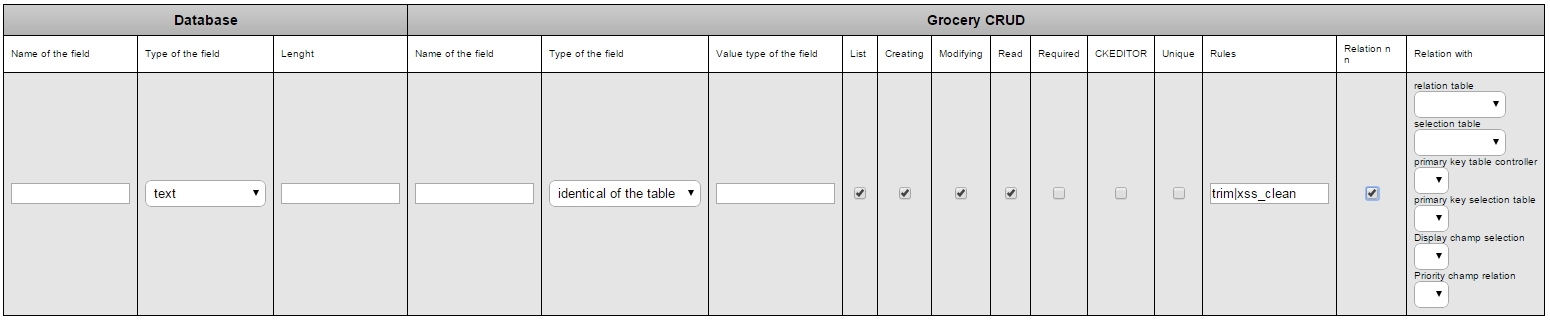 Database Grocery CRUD
Name of the field Type of the field Lenght Name of the field Type of the field Value type of the field List Creating Modifying Read Required CKEDITOR Unique Rules Relation n Relation with
n
relation table
selection table
primary key table controller
text identical of the table trim|xss_clean
primary key selection table
Display champ selection
Priority champ relation